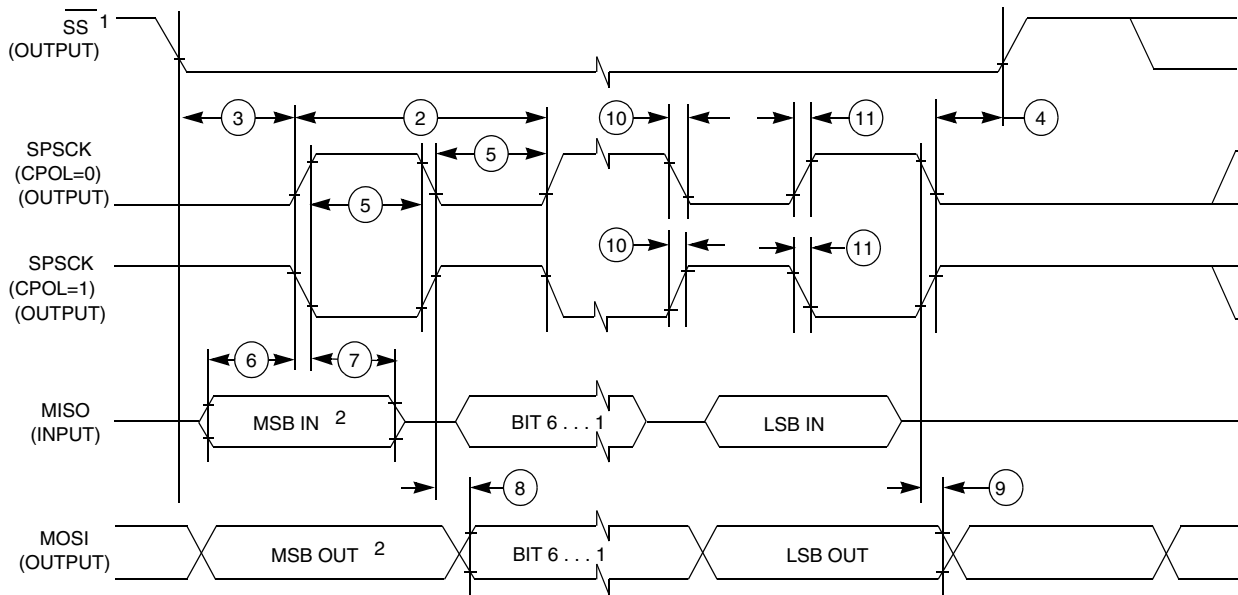 SS 1
(OUTPUT)
3
2
10
11
4
SPSCK
(CPOL=0)
(OUTPUT)
5
5
SPSCK
(CPOL=1)
(OUTPUT)
10
11
6
7
MISO
(INPUT)
MSB IN 2
BIT 6 . . . 1
LSB IN
8
9
MOSI
(OUTPUT)
MSB OUT 2
BIT 6 . . . 1
LSB OUT